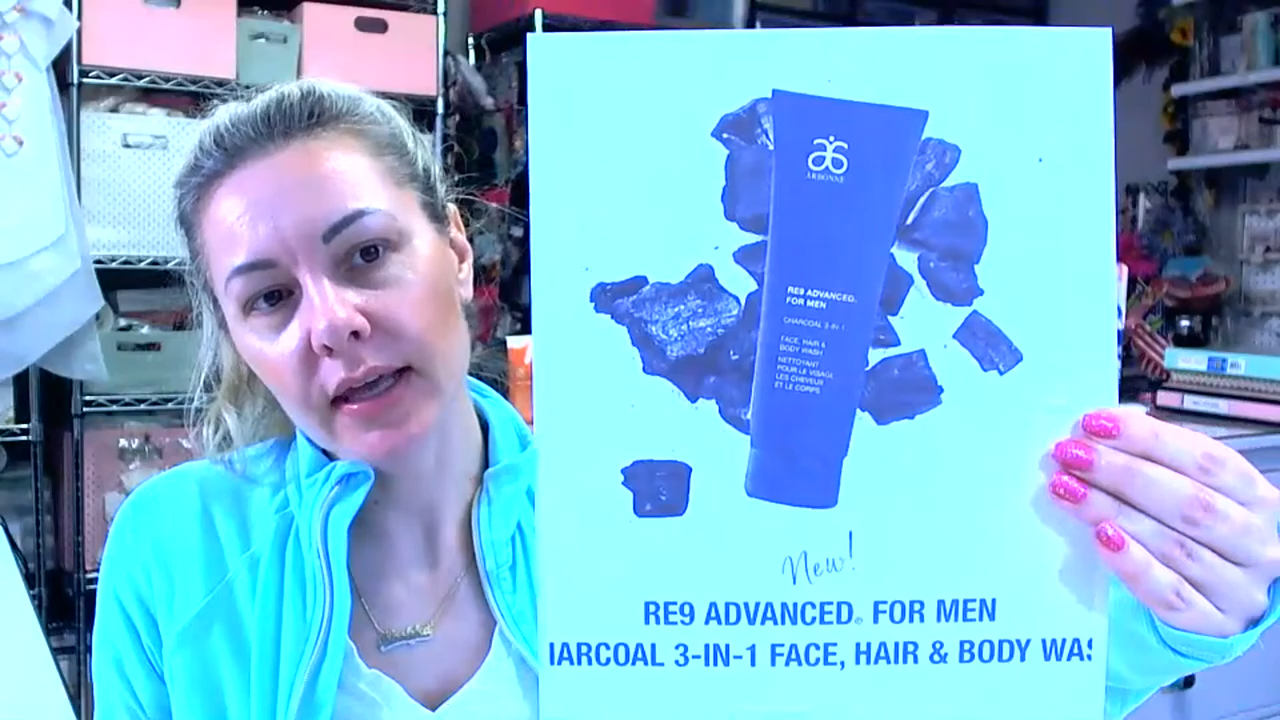 ARBONNE
RE9 ADVANCED®
FOR MEN
CHARCOAL 3-IN-1
FACE, HAIR &
BODY WASH
NETTOYANT
POUR LE VISAGE,
LES CHEVEUX
ET LE CORPS
New!
RE9 ADVANCED® FOR MEN
HARCOAL 3-IN-1 FACE, HAIR & BODY WAS